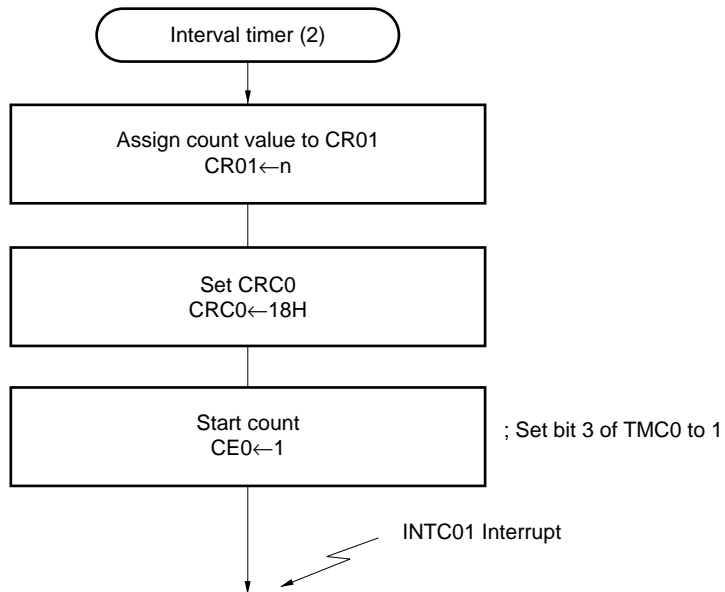 Interval timer (2)
Assign count value to CR01
CR01←n
Set CRC0
CRC0←18H
Start count
CE0←1
; Set bit 3 of TMC0 to 1
INTC01 Interrupt